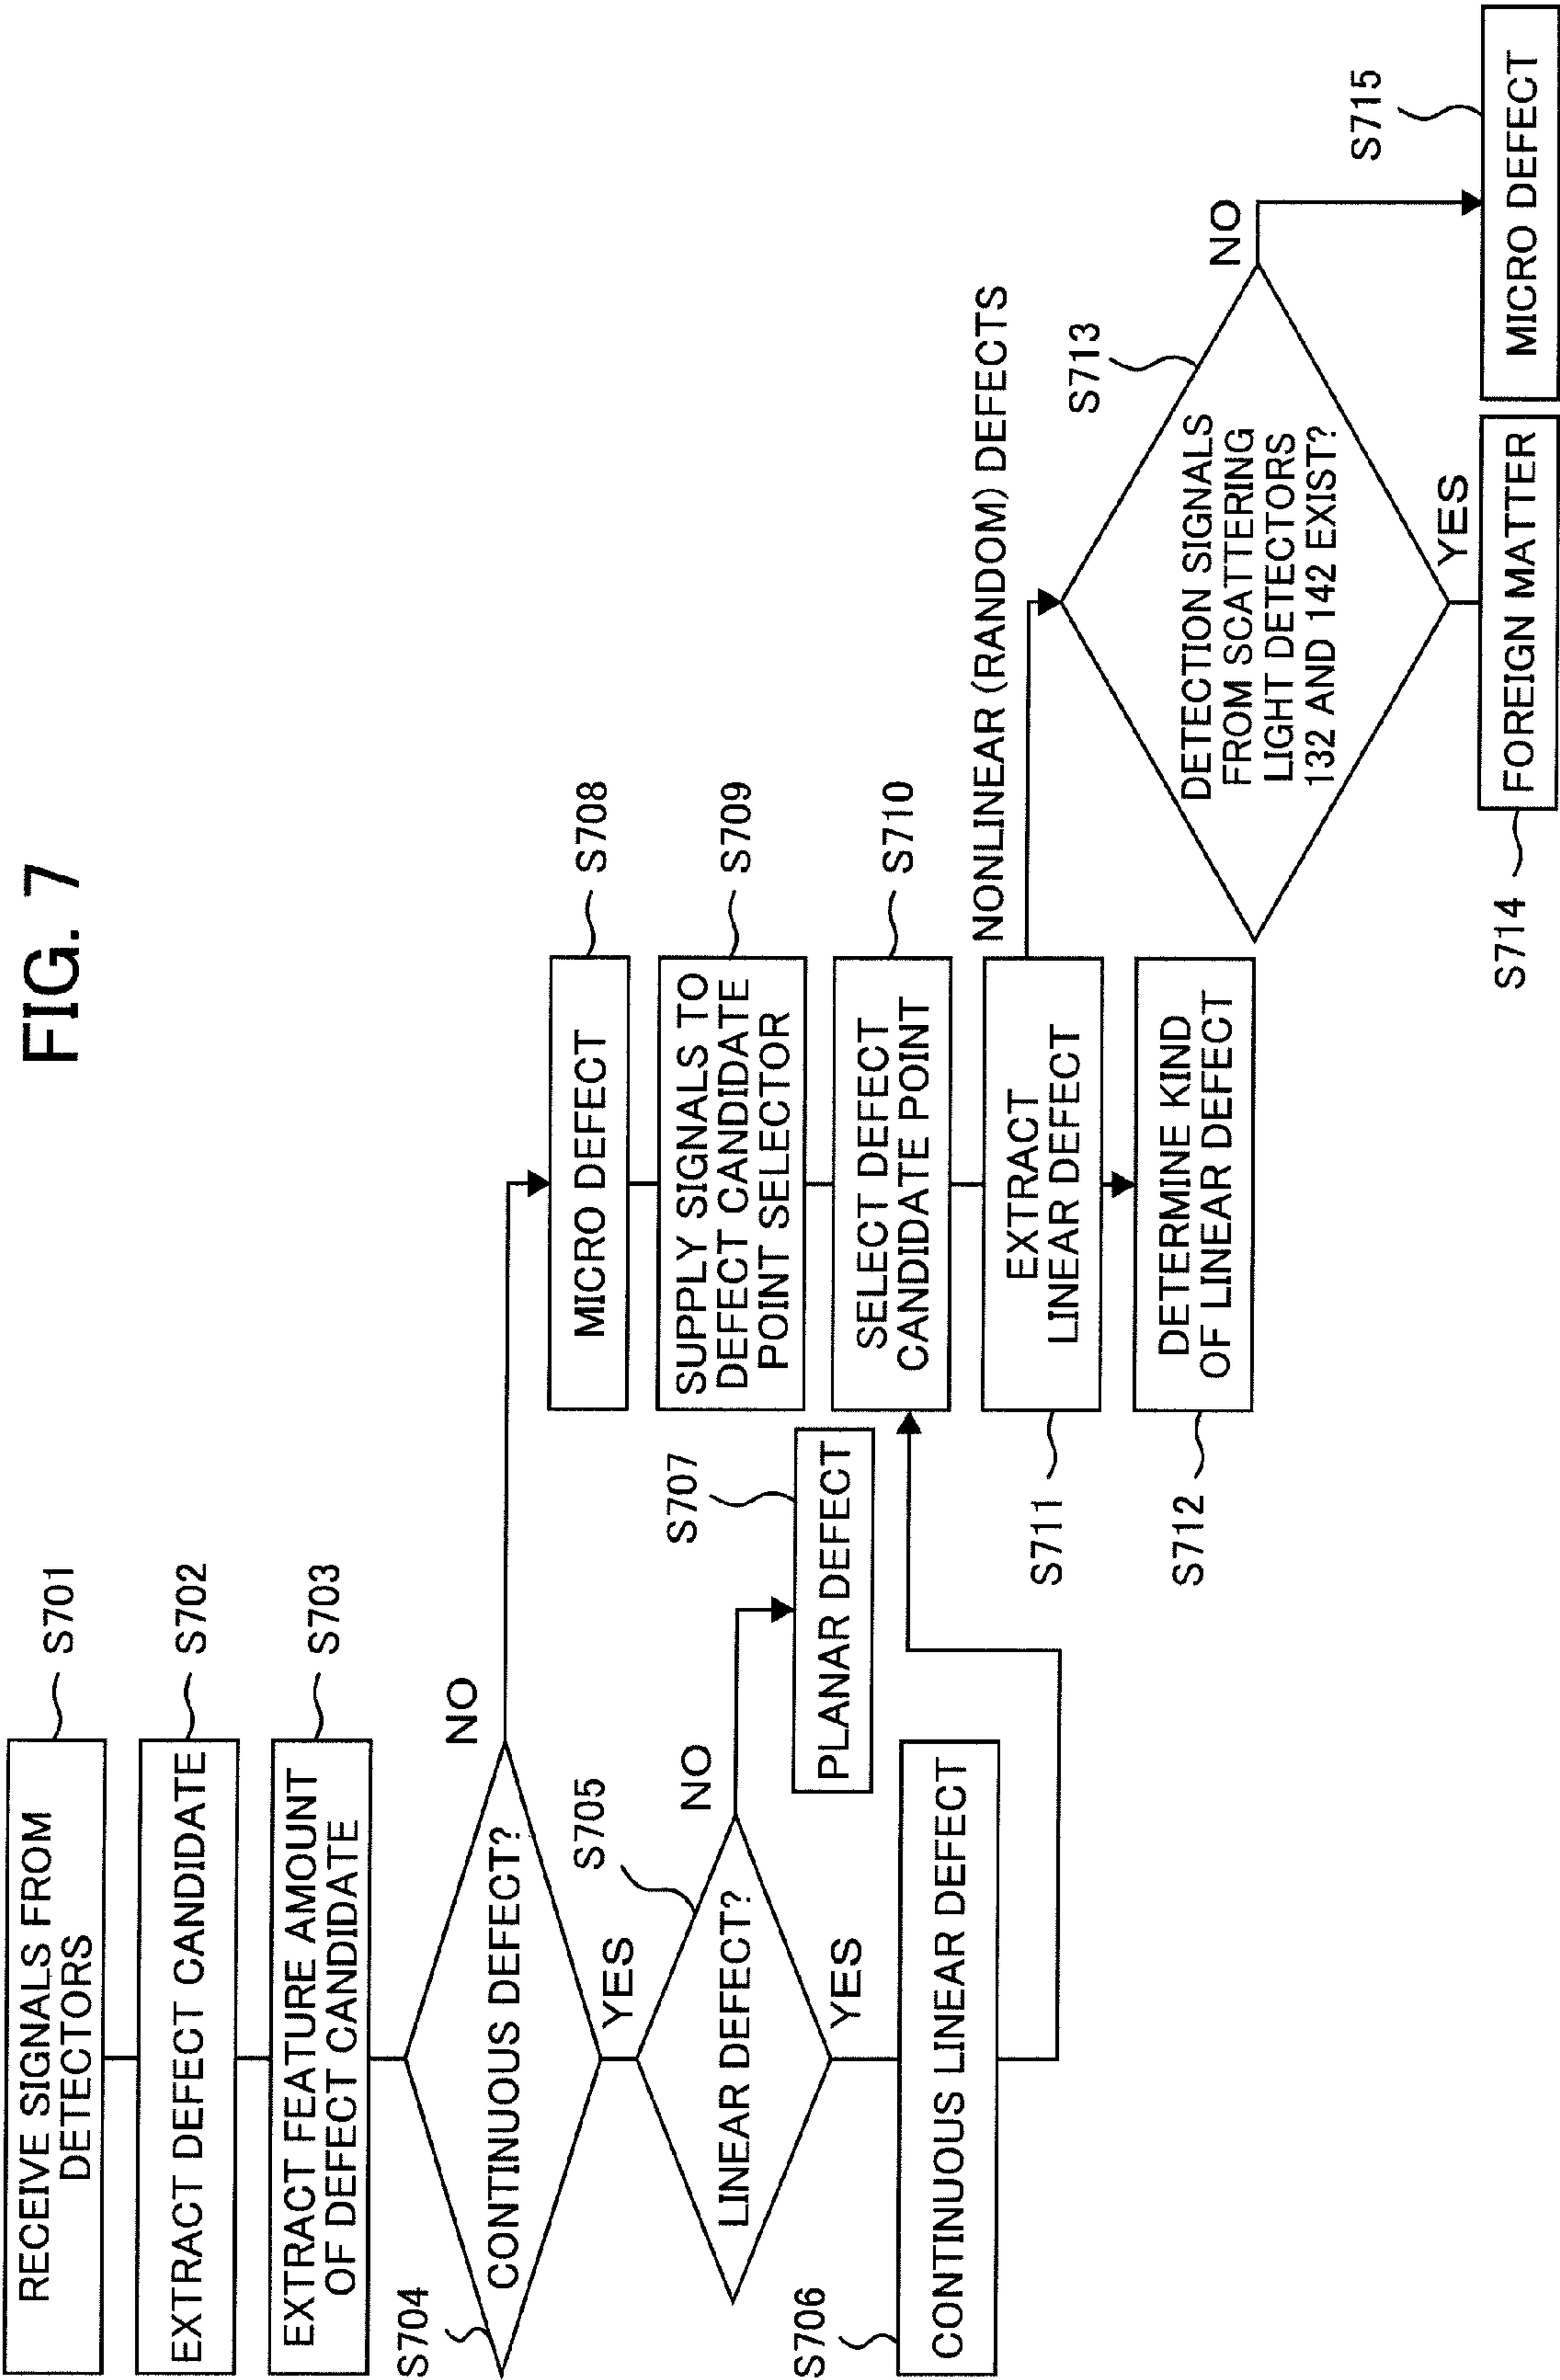 FIG. 7
RECEIVE SIGNALS FROM
DETECTORS
S701
EXTRACT DEFECT CANDIDATE
S702
EXTRACT FEATURE AMOUNT
OF DEFECT CANDIDATE
S703
S704
CONTINUOUS DEFECT?
NO
YES
S705
LINEAR DEFECT?
NO
YES
S706
CONTINUOUS LINEAR DEFECT
S707
PLANAR DEFECT
MICRO DEFECT
S708
SUPPLY SIGNALS TO
DEFECT CANDIDATE
POINT SELECTOR
S709
SELECT DEFECT
CANDIDATE POINT
S710
EXTRACT
LINEAR DEFECT
S711
NONLINEAR (RANDOM) DEFECTS
DETERMINE KIND
OF LINEAR DEFECT
S712
S713
DETECTION SIGNALS
FROM SCATTERING
LIGHT DETECTORS
132 AND 142 EXIST?
NO
YES
S714
FOREIGN MATTER
S715
MICRO DEFECT